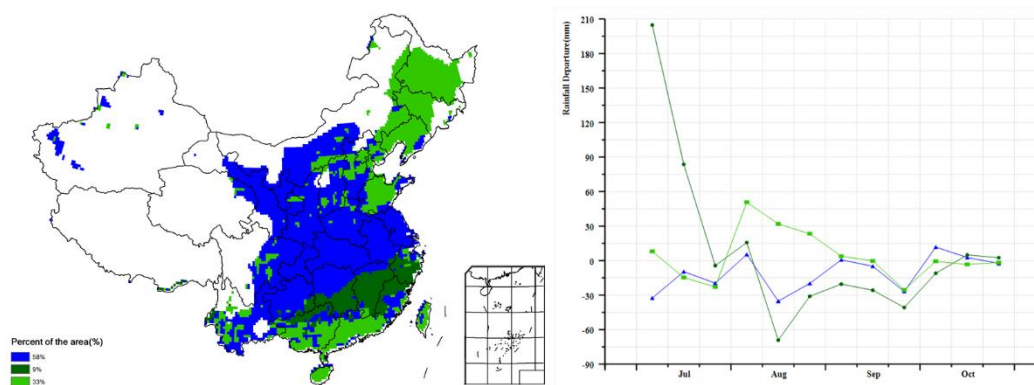 Percent of the area(%)
58%
9%
33%
Rainfall Departure(mm)
210
180
150
120
90
60
30
0
-30
-60
-90
Jul
Aug
Sep
Oct